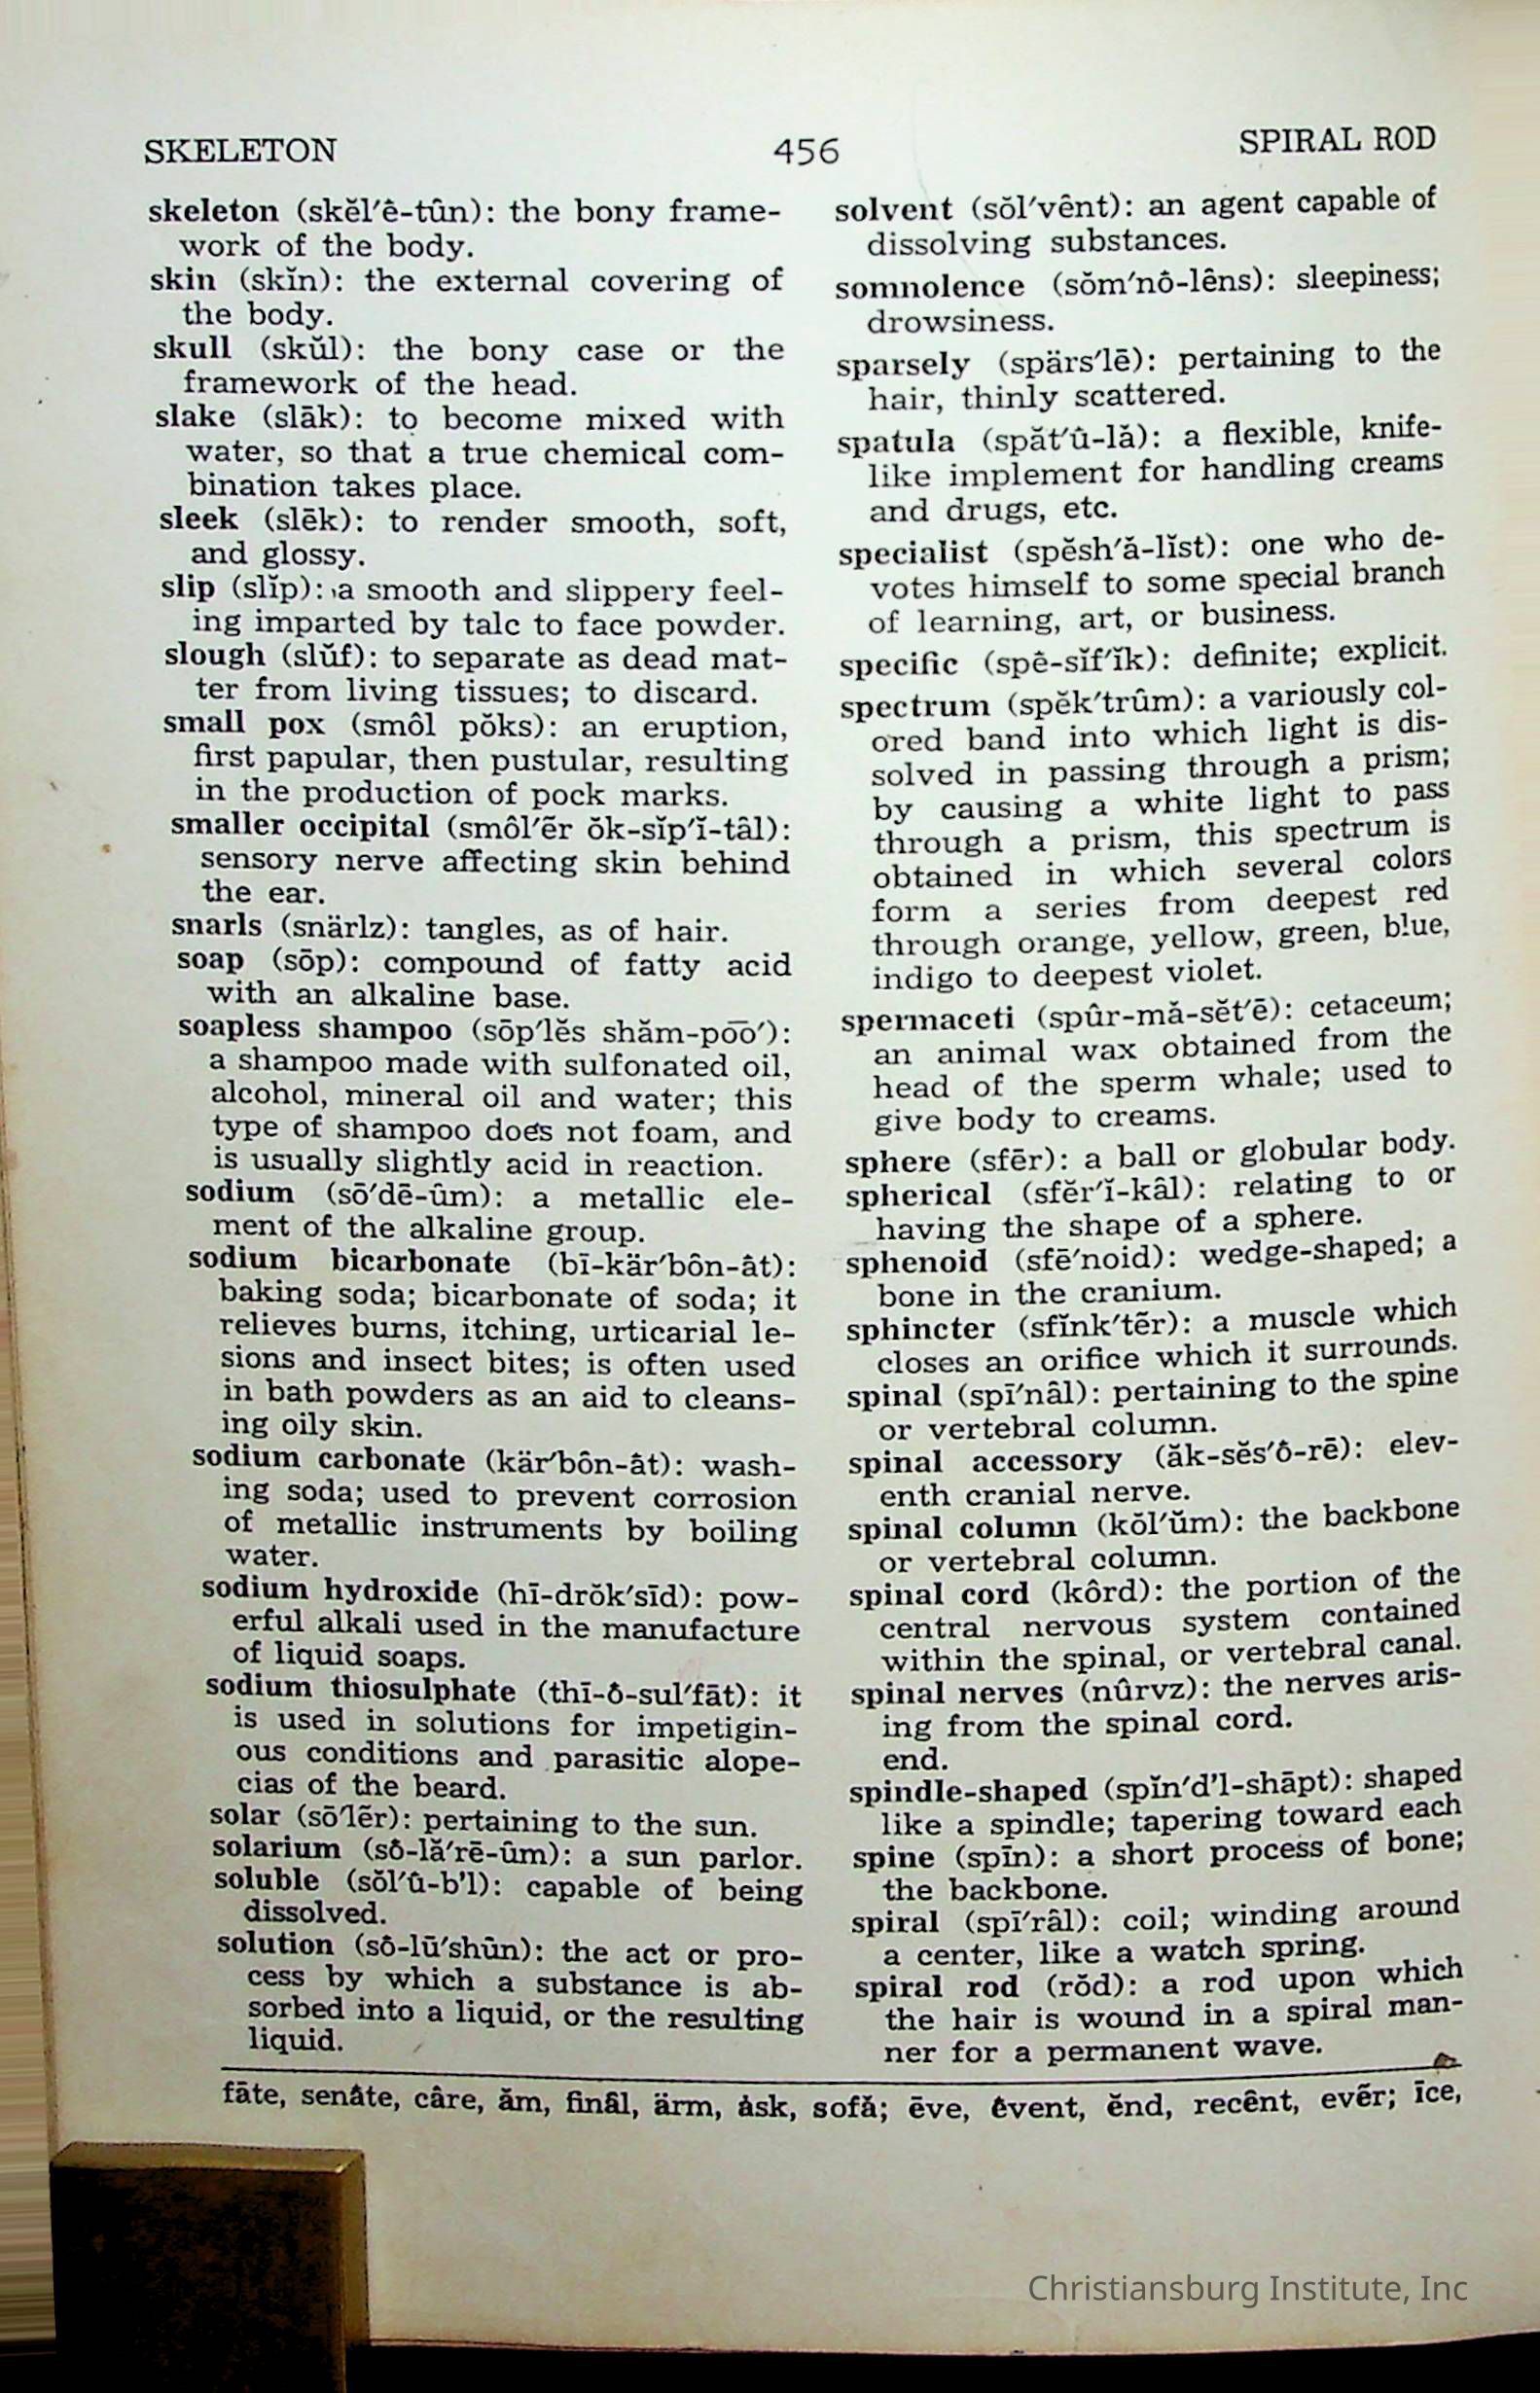 SKELETON 456 SPIRAL ROD
skeleton (skĕl′ê-tûn): the bony frame-
work of the body.
skin (skĭn): the external covering of
the body.
skull (skŭl): the bony case or the
framework of the head.
slake (slāk): to become mixed with
water, so that a true chemical com-
bination takes place.
sleek (slēk): to render smooth, soft,
and glossy.
slip (slĭp): a smooth and slippery feel-
ing imparted by talc to face powder.
slough (slŭf): to separate as dead mat-
ter from living tissues; to discard.
small pox (smôl pŏks): an eruption,
first papular, then pustular, resulting
in the production of pock marks.
smaller occipital (smôl′ẽr ŏk-sĭp′ĭ-tâl):
sensory nerve affecting skin behind
the ear.
snarls (snärlz): tangles, as of hair.
soap (sōp): compound of fatty acid
with an alkaline base.
soapless shampoo (sōp′lĕs shăm-po͞o′):
a shampoo made with sulfonated oil,
alcohol, mineral oil and water; this
type of shampoo does not foam, and
is usually slightly acid in reaction.
sodium (sō′dē-ûm): a metallic ele-
ment of the alkaline group.
sodium bicarbonate (bī-kär′bôn-ât):
baking soda; bicarbonate of soda; it
relieves burns, itching, urticarial le-
sions and insect bites; is often used
in bath powders as an aid to cleans-
ing oily skin.
sodium carbonate (kär′bôn-ât): wash-
ing soda; used to prevent corrosion
of metallic instruments by boiling
water.
sodium hydroxide (hī-drŏk′sīd): pow-
erful alkali used in the manufacture
of liquid soaps.
sodium thiosulphate (thī-ô-sul′fāt): it
is used in solutions for impetigin-
ous conditions and parasitic alope-
cias of the beard.
solar (sō′lẽr): pertaining to the sun.
solarium (sô-lă′rē-ûm): a sun parlor.
soluble (sŏl′û-b'l): capable of being
dissolved.
solution (sô-lū′shûn): the act or pro-
cess by which a substance is ab-
sorbed into a liquid, or the resulting
liquid.
solvent (sŏl′vênt): an agent capable of
dissolving substances.
somnolence (sŏm′nô-lêns): sleepiness;
drowsiness.
sparsely (spärs′lē): pertaining to the
hair, thinly scattered.
spatula (spăt′û-lă): a flexible, knife-
like implement for handling creams
and drugs, etc.
specialist (spĕsh′ă-lĭst): one who de-
votes himself to some special branch
of learning, art, or business.
specific (spê-sĭf′ĭk): definite; explicit.
spectrum (spĕk′trûm): a variously col-
ored band into which light is dis-
solved in passing through a prism;
by causing a white light to pass
through a prism, this spectrum is
obtained in which several colors
form a series from deepest red
through orange, yellow, green, blue,
indigo to deepest violet.
spermaceti (spûr-mă-sĕt′ē): cetaceum;
an animal wax obtained from the
head of the sperm whale; used to
give body to creams.
sphere (sfēr): a ball or globular body.
spherical (sfĕr′ĭ-kâl): relating to or
having the shape of a sphere.
sphenoid (sfē′noid): wedge-shaped; a
bone in the cranium.
sphincter (sfĭnk′tẽr): a muscle which
closes an orifice which it surrounds.
spinal (spī′nâl): pertaining to the spine
or vertebral column.
spinal accessory (ăk-sĕs′ô-rē): elev-
enth cranial nerve.
spinal column (kŏl′ŭm): the backbone
or vertebral column.
spinal cord (kôrd): the portion of the
central nervous system contained
within the spinal, or vertebral canal.
spinal nerves (nûrvz): the nerves aris-
ing from the spinal cord.
end.
spindle-shaped (spĭn′d'l-shāpt): shaped
like a spindle; tapering toward each
spine (spīn): a short process of bone;
the backbone.
spiral (spī′râl): coil; winding around
a center, like a watch spring.
spiral rod (rŏd): a rod upon which
the hair is wound in a spiral man-
ner for a permanent wave.
fāte, senâte, câre, ăm, finâl, ärm, ȧsk, sofă; ēve, êvent, ĕnd, recênt, evẽr; īce,
Christiansburg Institute, Inc